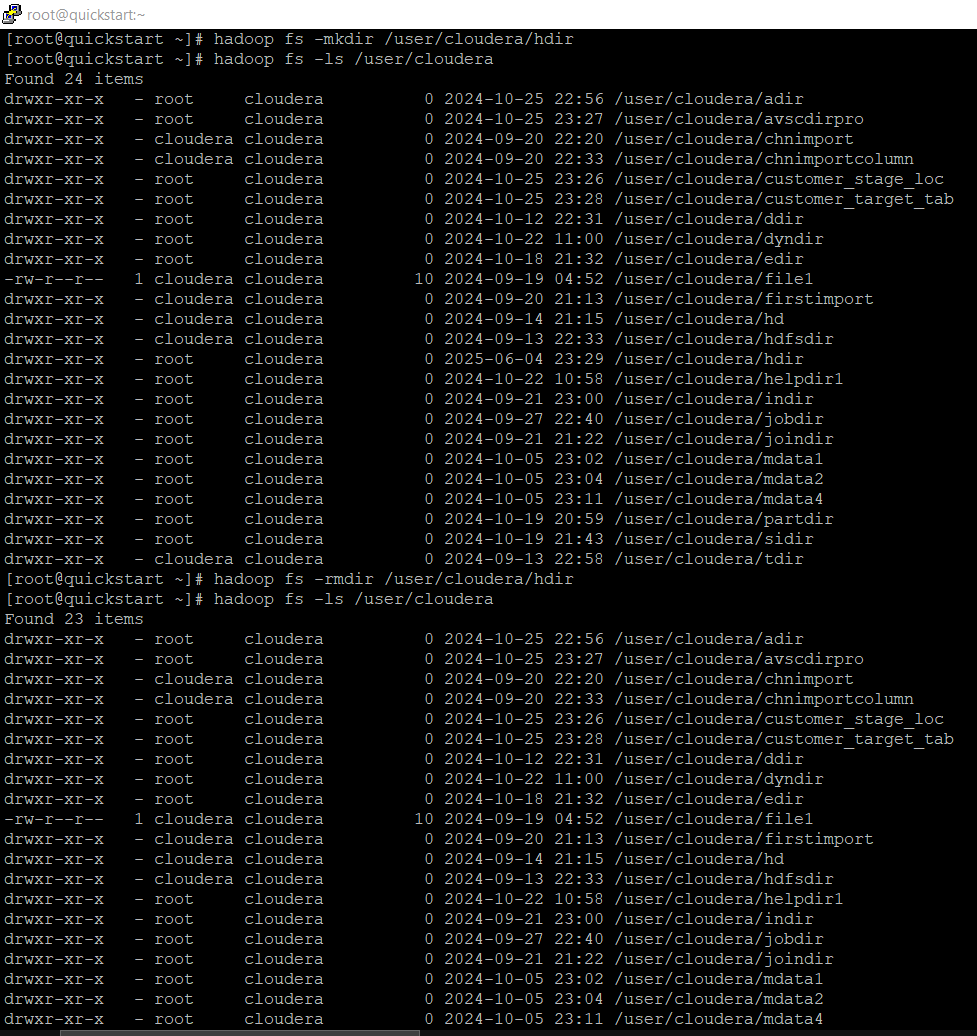 root@quickstart:~
[root@quickstart ~]# hadoop fs -mkdir /user/cloudera/hdir
[root@quickstart ~]# hadoop fs -ls /user/cloudera
Found 24 items
drwxr-xr-x   - root     cloudera          0 2024-10-25 22:56 /user/cloudera/adir
drwxr-xr-x   - root     cloudera          0 2024-10-25 23:27 /user/cloudera/avscdirpro
drwxr-xr-x   - cloudera cloudera          0 2024-09-20 22:20 /user/cloudera/chnimport
drwxr-xr-x   - cloudera cloudera          0 2024-09-20 22:33 /user/cloudera/chnimportcolumn
drwxr-xr-x   - root     cloudera          0 2024-10-25 23:26 /user/cloudera/customer_stage_loc
drwxr-xr-x   - root     cloudera          0 2024-10-25 23:28 /user/cloudera/customer_target_tab
drwxr-xr-x   - root     cloudera          0 2024-10-12 22:31 /user/cloudera/ddir
drwxr-xr-x   - root     cloudera          0 2024-10-22 11:00 /user/cloudera/dyndir
drwxr-xr-x   - root     cloudera          0 2024-10-18 21:32 /user/cloudera/edir
-rw-r--r--   1 cloudera cloudera         10 2024-09-19 04:52 /user/cloudera/file1
drwxr-xr-x   - cloudera cloudera          0 2024-09-20 21:13 /user/cloudera/firstimport
drwxr-xr-x   - cloudera cloudera          0 2024-09-14 21:15 /user/cloudera/hd
drwxr-xr-x   - cloudera cloudera          0 2024-09-13 22:33 /user/cloudera/hdfsdir
drwxr-xr-x   - root     cloudera          0 2025-06-04 23:29 /user/cloudera/hdir
drwxr-xr-x   - root     cloudera          0 2024-10-22 10:58 /user/cloudera/helpdir1
drwxr-xr-x   - root     cloudera          0 2024-09-21 23:00 /user/cloudera/indir
drwxr-xr-x   - root     cloudera          0 2024-09-27 22:40 /user/cloudera/jobdir
drwxr-xr-x   - root     cloudera          0 2024-09-21 21:22 /user/cloudera/joindir
drwxr-xr-x   - root     cloudera          0 2024-10-05 23:02 /user/cloudera/mdata1
drwxr-xr-x   - root     cloudera          0 2024-10-05 23:04 /user/cloudera/mdata2
drwxr-xr-x   - root     cloudera          0 2024-10-05 23:11 /user/cloudera/mdata4
drwxr-xr-x   - root     cloudera          0 2024-10-19 20:59 /user/cloudera/partdir
drwxr-xr-x   - root     cloudera          0 2024-10-19 21:43 /user/cloudera/sidir
drwxr-xr-x   - cloudera cloudera          0 2024-09-13 22:58 /user/cloudera/tdir
[root@quickstart ~]# hadoop fs -rmdir /user/cloudera/hdir
[root@quickstart ~]# hadoop fs -ls /user/cloudera
Found 23 items
drwxr-xr-x   - root     cloudera          0 2024-10-25 22:56 /user/cloudera/adir
drwxr-xr-x   - root     cloudera          0 2024-10-25 23:27 /user/cloudera/avscdirpro
drwxr-xr-x   - cloudera cloudera          0 2024-09-20 22:20 /user/cloudera/chnimport
drwxr-xr-x   - cloudera cloudera          0 2024-09-20 22:33 /user/cloudera/chnimportcolumn
drwxr-xr-x   - root     cloudera          0 2024-10-25 23:26 /user/cloudera/customer_stage_loc
drwxr-xr-x   - root     cloudera          0 2024-10-25 23:28 /user/cloudera/customer_target_tab
drwxr-xr-x   - root     cloudera          0 2024-10-12 22:31 /user/cloudera/ddir
drwxr-xr-x   - root     cloudera          0 2024-10-22 11:00 /user/cloudera/dyndir
drwxr-xr-x   - root     cloudera          0 2024-10-18 21:32 /user/cloudera/edir
-rw-r--r--   1 cloudera cloudera         10 2024-09-19 04:52 /user/cloudera/file1
drwxr-xr-x   - cloudera cloudera          0 2024-09-20 21:13 /user/cloudera/firstimport
drwxr-xr-x   - cloudera cloudera          0 2024-09-14 21:15 /user/cloudera/hd
drwxr-xr-x   - cloudera cloudera          0 2024-09-13 22:33 /user/cloudera/hdfsdir
drwxr-xr-x   - root     cloudera          0 2024-10-22 10:58 /user/cloudera/helpdir1
drwxr-xr-x   - root     cloudera          0 2024-09-21 23:00 /user/cloudera/indir
drwxr-xr-x   - root     cloudera          0 2024-09-27 22:40 /user/cloudera/jobdir
drwxr-xr-x   - root     cloudera          0 2024-09-21 21:22 /user/cloudera/joindir
drwxr-xr-x   - root     cloudera          0 2024-10-05 23:02 /user/cloudera/mdata1
drwxr-xr-x   - root     cloudera          0 2024-10-05 23:04 /user/cloudera/mdata2
drwxr-xr-x   - root     cloudera          0 2024-10-05 23:11 /user/cloudera/mdata4